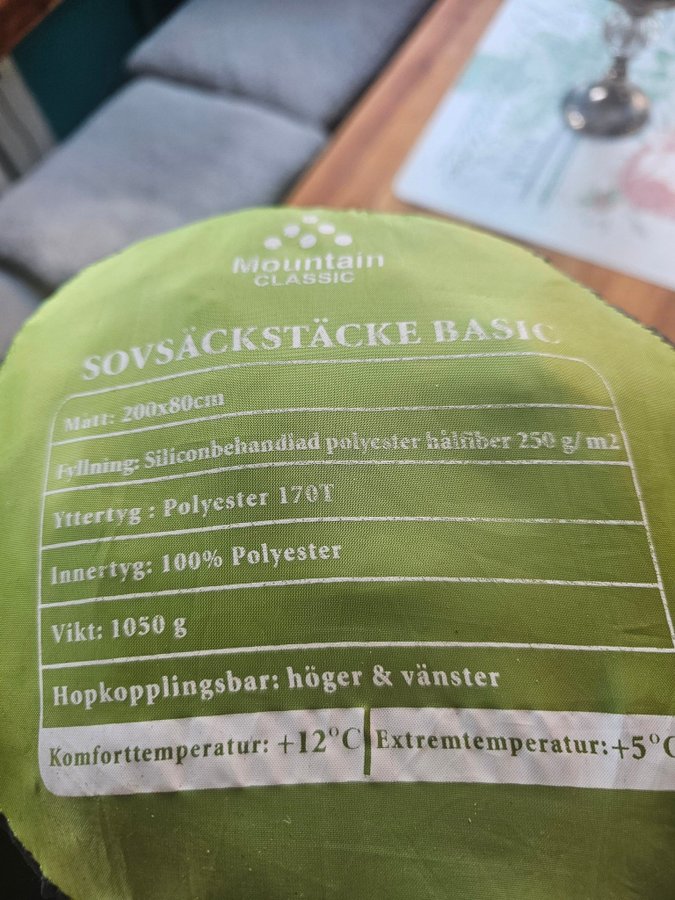 Mountain
CLASSIC
SOVSÄCKSTÄCKE BASIC
Mått: 200x80cm
Fyllning: Siliconbehandlad polyester hålfiber 250 g/ m2
Yttertyg : Polyester 170T
Innertyg: 100% Polyester
Vikt: 1050 g
Hopkopplingsbar: höger & vänster
Komforttemperatur: +12°C Extremtemperatur:+5°C